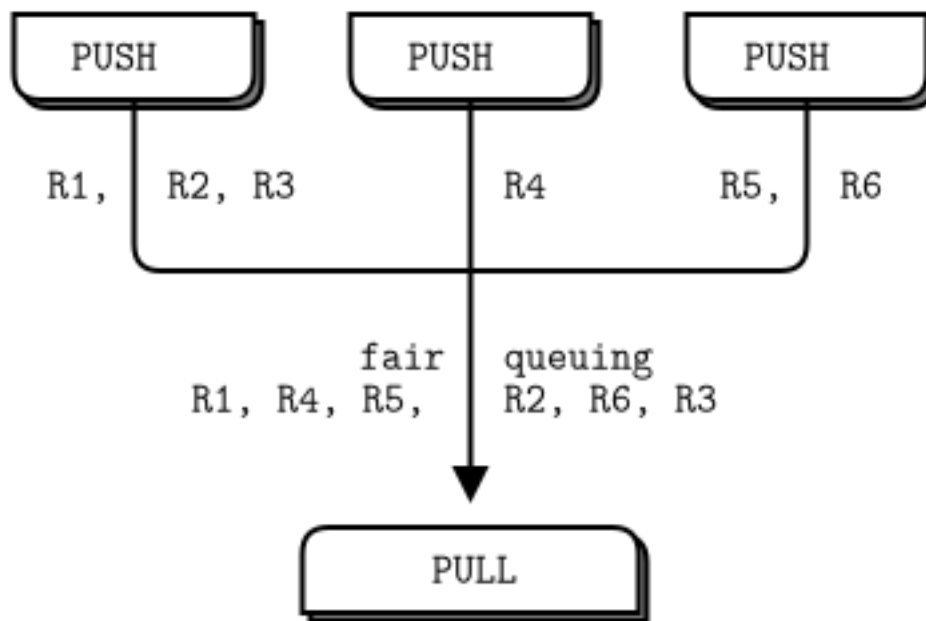 PUSH PUSH PUSH
R1, R2, R3 R4 R5, R6
fair queuing
R1, R4, R5, R2, R6, R3
PULL